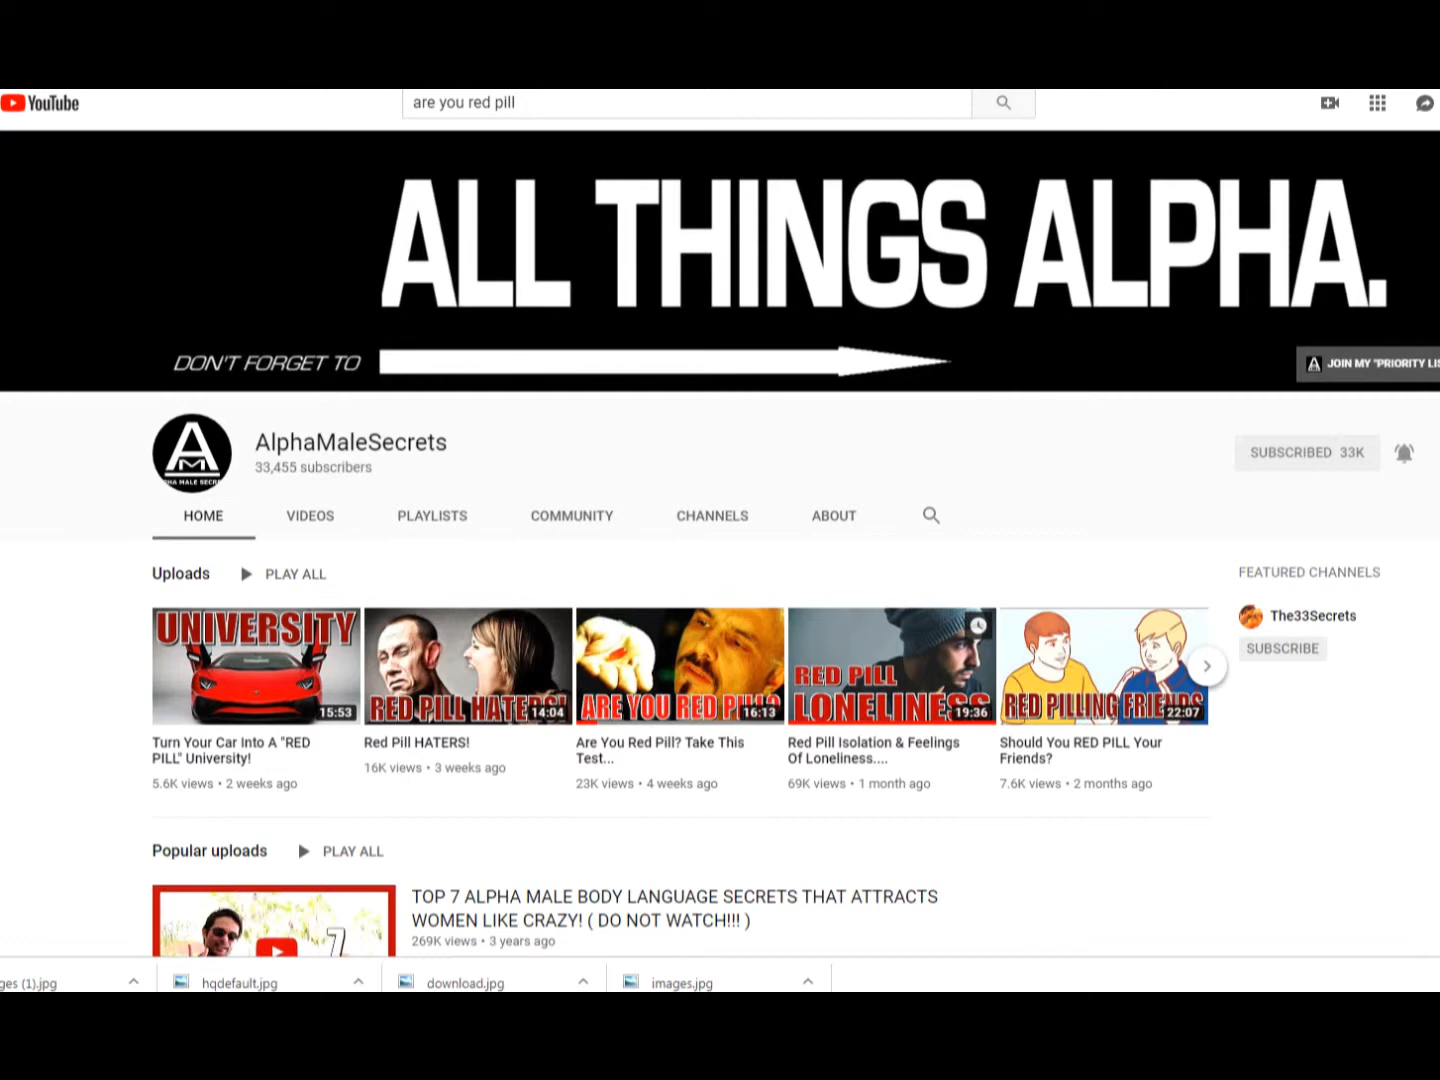 YouTube
are you red pill
ALL THINGS ALPHA.
DON'T FORGET TO
JOIN MY "PRIORITY LIS
AM
HA MALE SECR
AlphaMaleSecrets
33,455 subscribers
SUBSCRIBED 33K
HOME VIDEOS PLAYLISTS COMMUNITY CHANNELS ABOUT
Uploads PLAY ALL
FEATURED CHANNELS
The33Secrets
SUBSCRIBE
UNIVERSITY
15:53
Turn Your Car Into A "RED
PILL" University!
5.6K views • 2 weeks ago
RED PILL HATERS!
14:04
Red Pill HATERS!
16K views • 3 weeks ago
ARE YOU RED PILL?
16:13
Are You Red Pill? Take This
Test...
23K views • 4 weeks ago
RED PILL
LONELINESS
19:36
Red Pill Isolation & Feelings
Of Loneliness....
69K views • 1 month ago
RED PILLING FRIENDS
22:07
Should You RED PILL Your
Friends?
7.6K views • 2 months ago
Popular uploads PLAY ALL
7
TOP 7 ALPHA MALE BODY LANGUAGE SECRETS THAT ATTRACTS
WOMEN LIKE CRAZY! ( DO NOT WATCH!!! )
269K views • 3 years ago
ges (1).jpg hqdefault.jpg download.jpg images.jpg